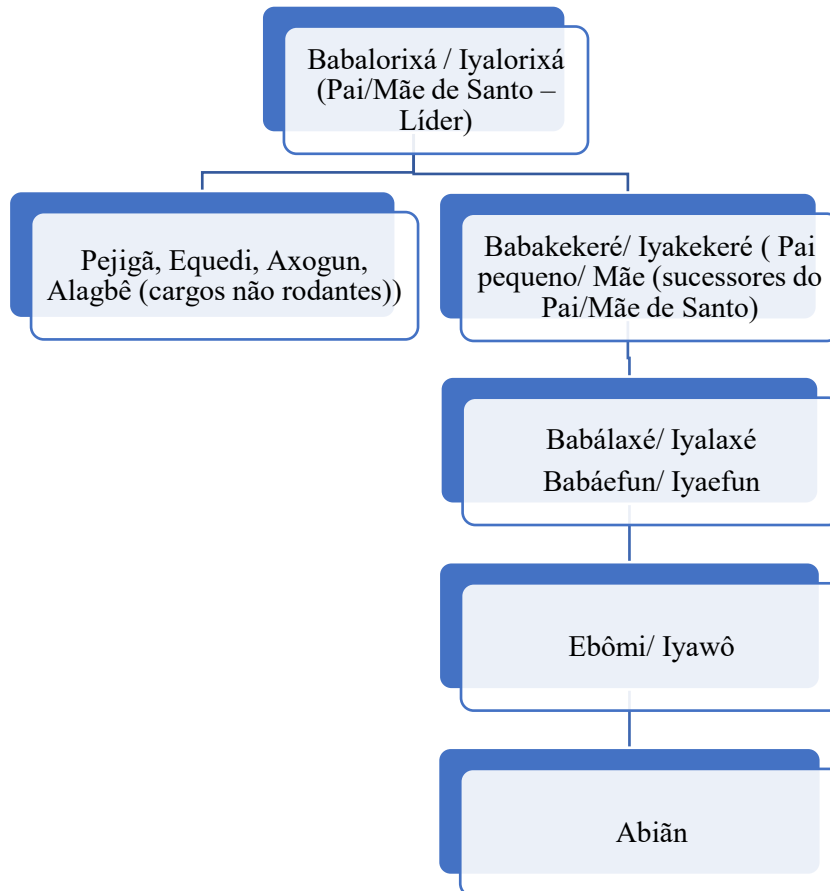 Babalorixá / Iyalorixá
(Pai/Mãe de Santo –
Líder)
Pejigã, Equedi, Axogun,
Alagbê (cargos não rodantes))
Babakekeré/ Iyakekeré ( Pai
pequeno/ Mãe (sucessores do
Pai/Mãe de Santo)
Babálaxé/ Iyalaxé
Babáefun/ Iyaefun
Ebômi/ Iyawô
Abiãn